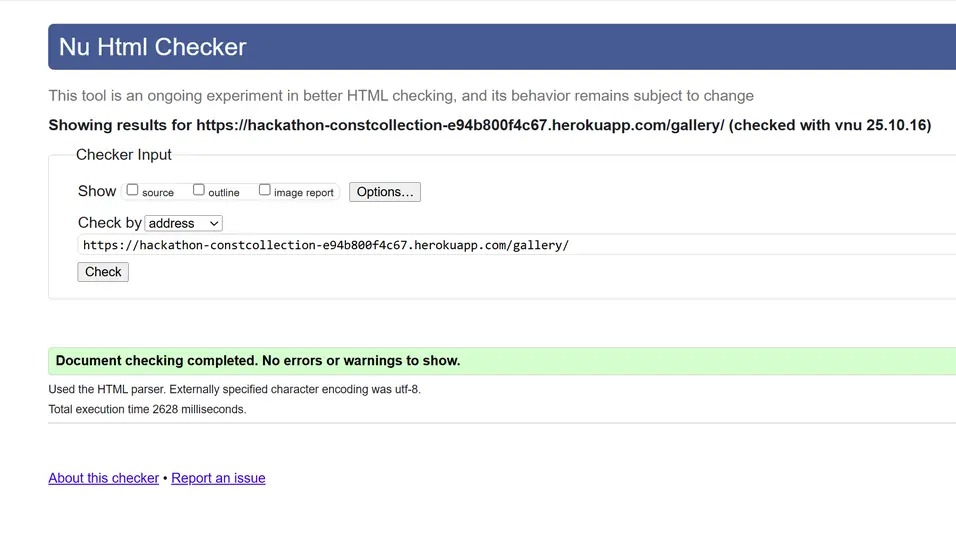 Nu Html Checker
This tool is an ongoing experiment in better HTML checking, and its behavior remains subject to change
Showing results for https://hackathon-constcollection-e94b800f4c67.herokuapp.com/gallery/ (checked with vnu 25.10.16)
Checker Input
Show source outline image report Options...
Check by address
https://hackathon-constcollection-e94b800f4c67.herokuapp.com/gallery/
Check
Document checking completed. No errors or warnings to show.
Used the HTML parser. Externally specified character encoding was utf-8.
Total execution time 2628 milliseconds.
About this checker • Report an issue